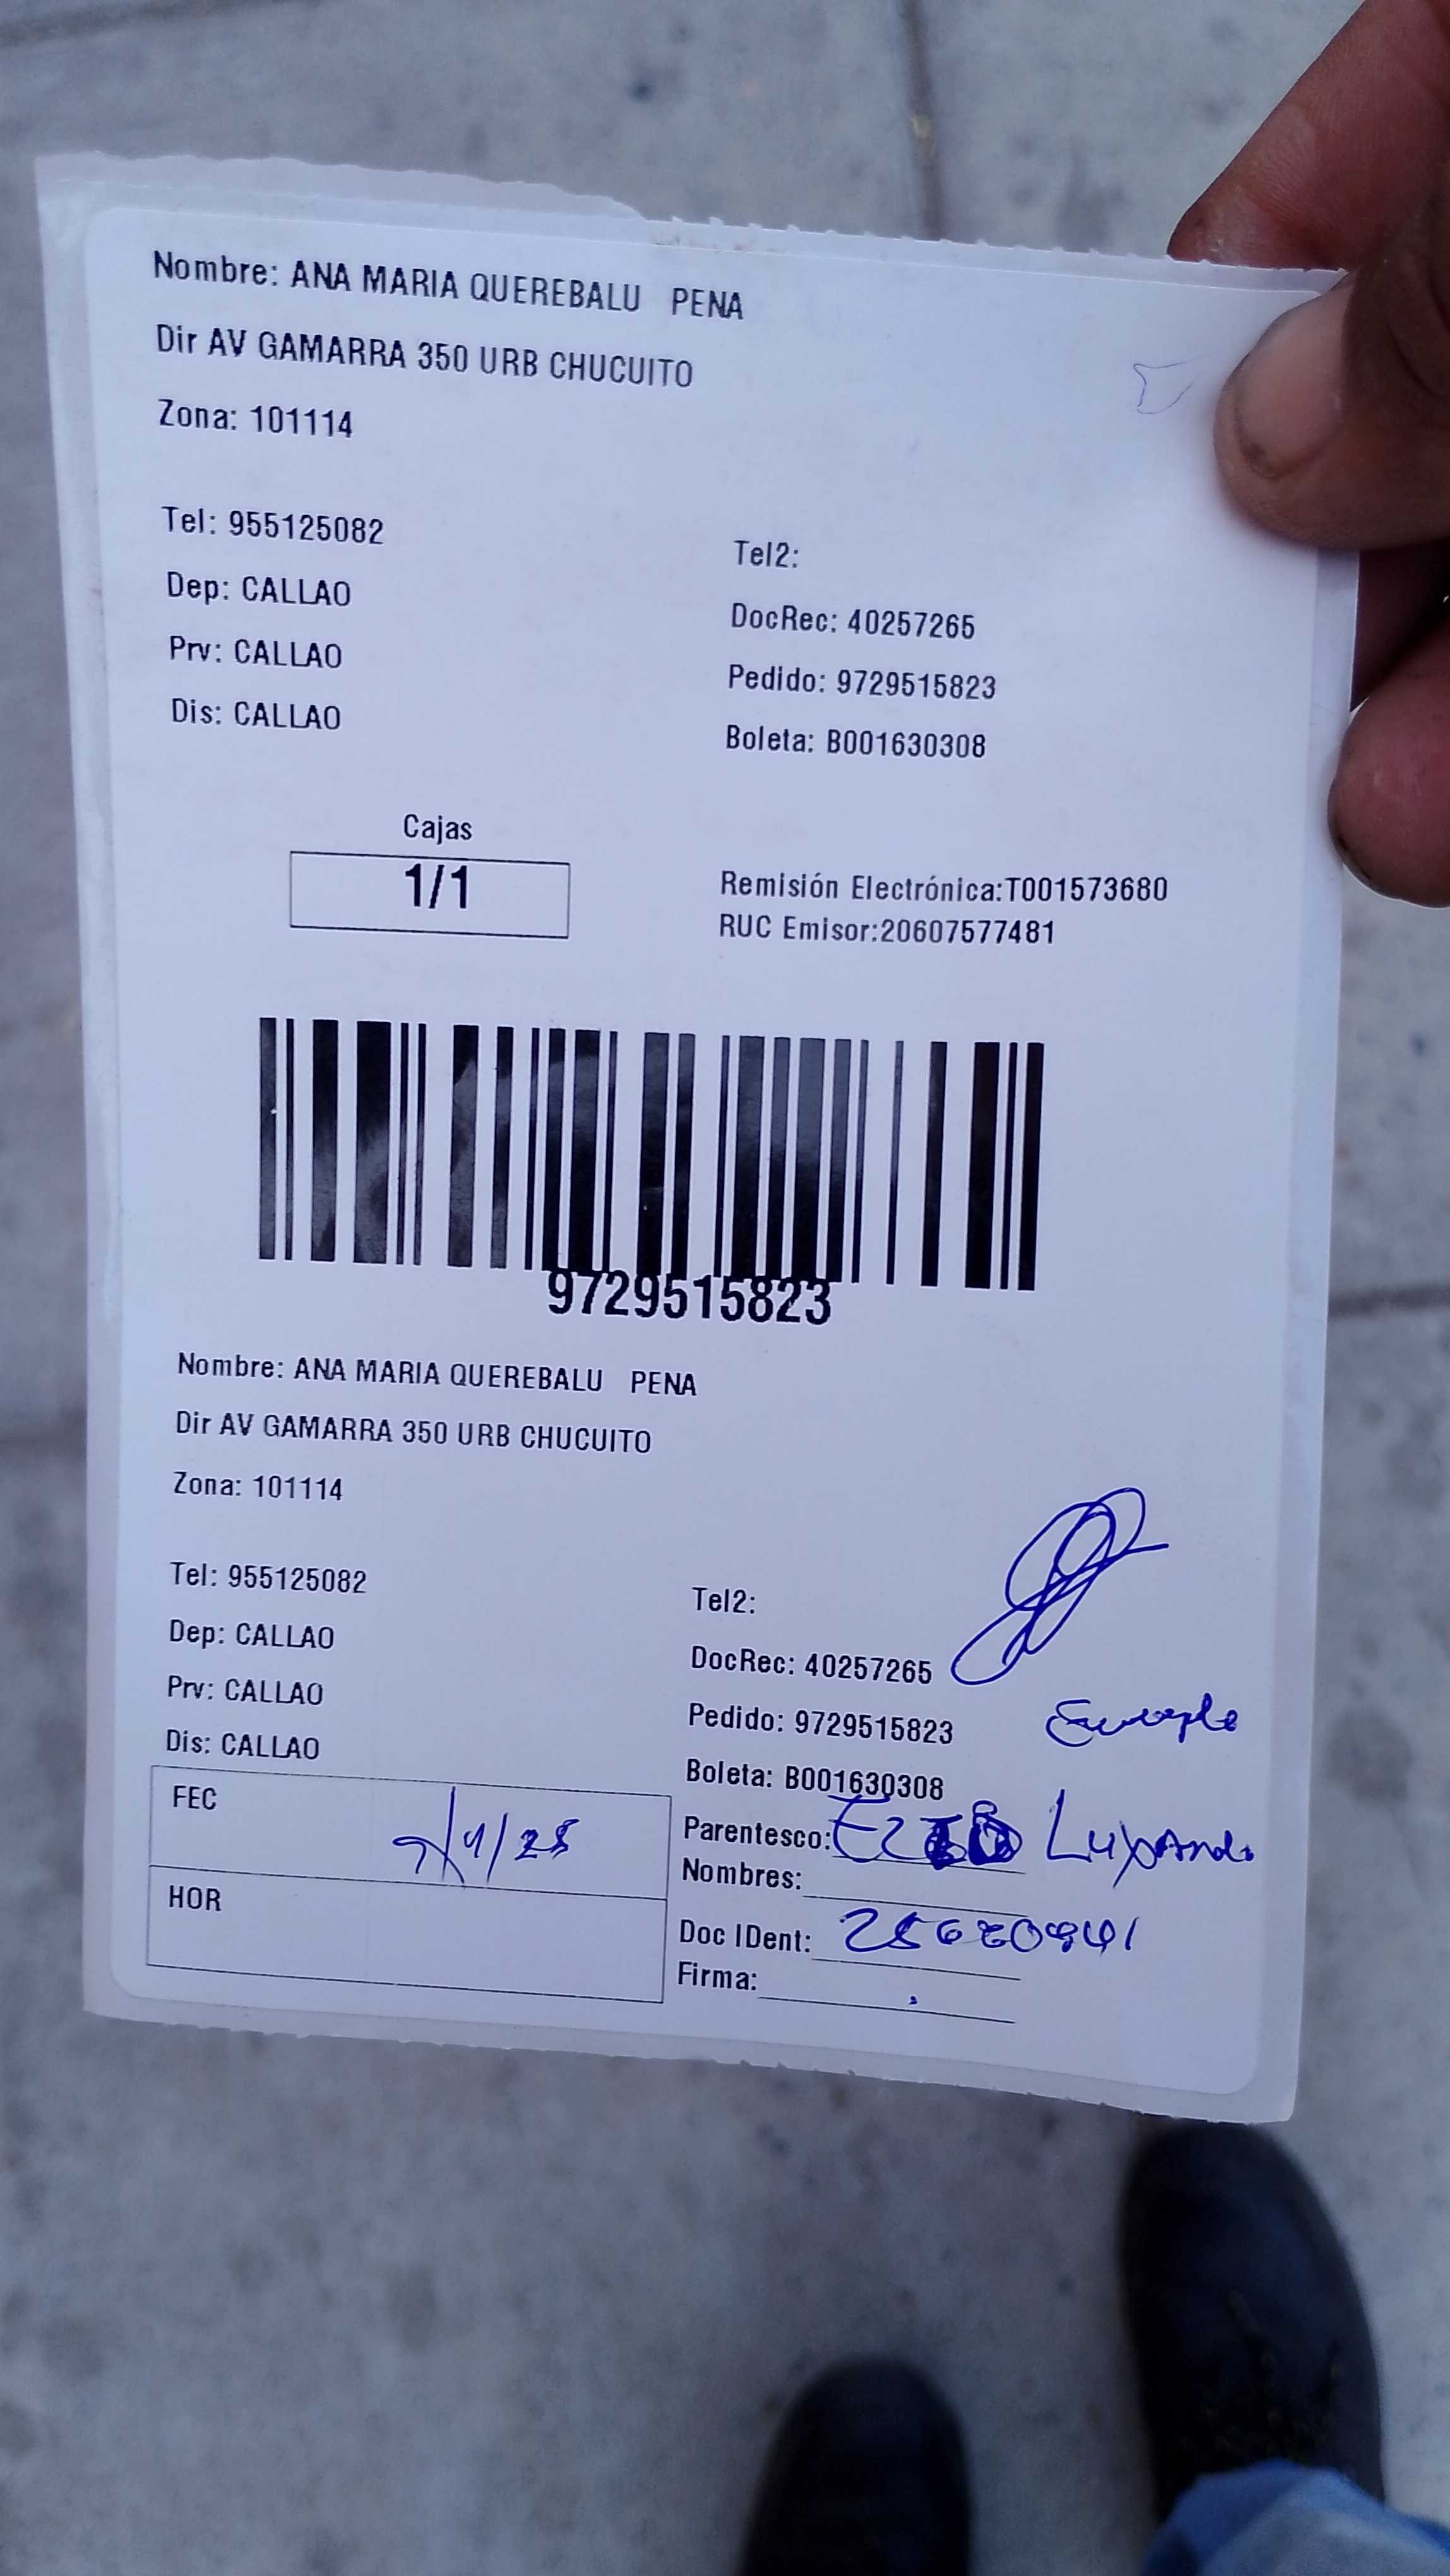 Nombre: ANA MARIA QUEREBALU PENA
Dir AV GAMARRA 350 URB CHUCUITO
Zona: 101114
Tel: 955125082
Tel2:
Dep: CALLAO
DocRec: 40257265
Prv: CALLAO
Pedido: 9729515823
Dis: CALLAO
Boleta: B001630308
Cajas
1/1
Remisión Electrónica:T001573680
RUC Emisor:20607577481
9729515823
Nombre: ANA MARIA QUEREBALU PENA
Dir AV GAMARRA 350 URB CHUCUITO
Zona: 101114
Tel: 955125082
Tel2:
Dep: CALLAO
DocRec: 40257265
Prv: CALLAO
Pedido: 9729515823
Dis: CALLAO
Boleta: B001630308
FEC
Parentesco: Luxpando
Nombres:
HOR
Doc IDent:
Firma: